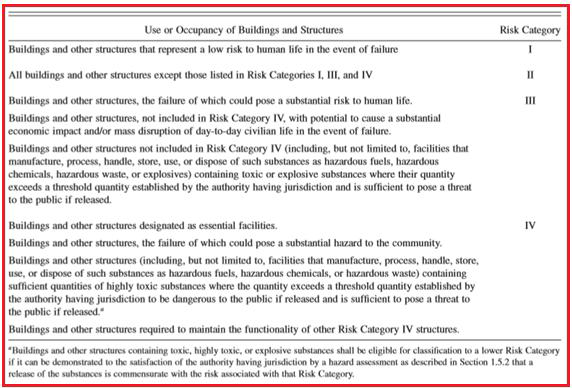 Use or Occupancy of Buildings and Structures Risk Category
Buildings and other structures that represent a low risk to human life in the event of failure I
All buildings and other structures except those listed in Risk Categories I, III, and IV II
Buildings and other structures, the failure of which could pose a substantial risk to human life. III
Buildings and other structures, not included in Risk Category IV, with potential to cause a substantial
economic impact and/or mass disruption of day-to-day civilian life in the event of failure.
Buildings and other structures not included in Risk Category IV (including, but not limited to, facilities that
manufacture, process, handle, store, use, or dispose of such substances as hazardous fuels, hazardous
chemicals, hazardous waste, or explosives) containing toxic or explosive substances where their quantity
exceeds a threshold quantity established by the authority having jurisdiction and is sufficient to pose a threat
to the public if released.
Buildings and other structures designated as essential facilities. IV
Buildings and other structures, the failure of which could pose a substantial hazard to the community.
Buildings and other structures (including, but not limited to, facilities that manufacture, process, handle, store,
use, or dispose of such substances as hazardous fuels, hazardous chemicals, or hazardous waste) containing
sufficient quantities of highly toxic substances where the quantity exceeds a threshold quantity established by
the authority having jurisdiction to be dangerous to the public if released and is sufficient to pose a threat to
the public if released.ᵃ
Buildings and other structures required to maintain the functionality of other Risk Category IV structures.
ᵃBuildings and other structures containing toxic, highly toxic, or explosive substances shall be eligible for classification to a lower Risk Category
if it can be demonstrated to the satisfaction of the authority having jurisdiction by a hazard assessment as described in Section 1.5.2 that a
release of the substances is commensurate with the risk associated with that Risk Category.